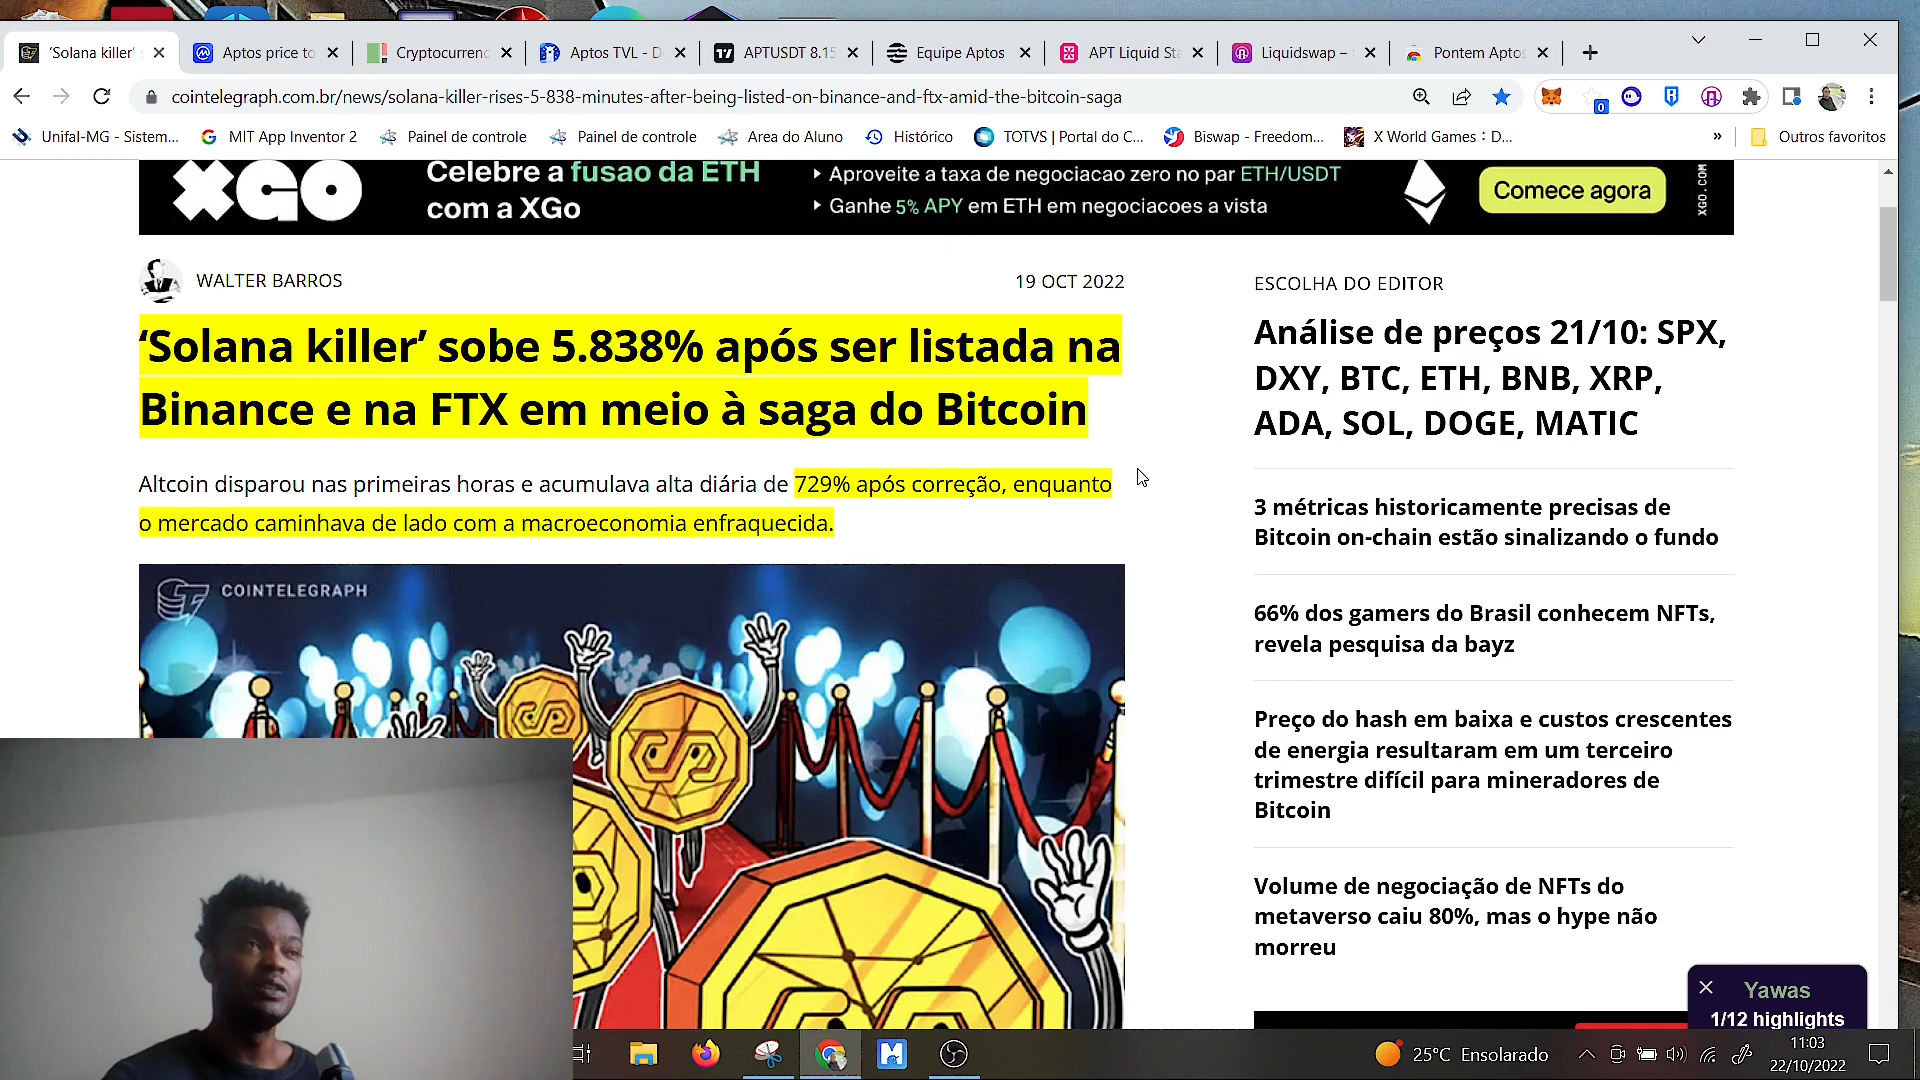 'Solana killer' s
Aptos price to
Cryptocurrenc
Aptos TVL - D
APTUSDT 8.15
Equipe Aptos
APT Liquid Sta
Liquidswap –
Pontem Aptos
cointelegraph.com.br/news/solana-killer-rises-5-838-minutes-after-being-listed-on-binance-and-ftx-amid-the-bitcoin-saga
0
Unifal-MG - Sistem...
MIT App Inventor 2
Painel de controle
Painel de controle
Area do Aluno
Histórico
TOTVS | Portal do C...
Biswap - Freedom...
X World Games : D...
»
Outros favoritos
XGO
Celebre a fusao da ETH
com a XGo
Aproveite a taxa de negociacao zero no par ETH/USDT
Ganhe 5% APY em ETH em negociacoes a vista
Comece agora
XGO.COM
WALTER BARROS
19 OCT 2022
‘Solana killer’ sobe 5.838% após ser listada na
Binance e na FTX em meio à saga do Bitcoin
Altcoin disparou nas primeiras horas e acumulava alta diária de 729% após correção, enquanto
o mercado caminhava de lado com a macroeconomia enfraquecida.
COINTELEGRAPH
ESCOLHA DO EDITOR
Análise de preços 21/10: SPX,
DXY, BTC, ETH, BNB, XRP,
ADA, SOL, DOGE, MATIC
3 métricas historicamente precisas de
Bitcoin on-chain estão sinalizando o fundo
66% dos gamers do Brasil conhecem NFTs,
revela pesquisa da bayz
Preço do hash em baixa e custos crescentes
de energia resultaram em um terceiro
trimestre difícil para mineradores de
Bitcoin
Volume de negociação de NFTs do
metaverso caiu 80%, mas o hype não
morreu
Yawas
1/12 highlights
25°C Ensolarado
11:03
22/10/2022